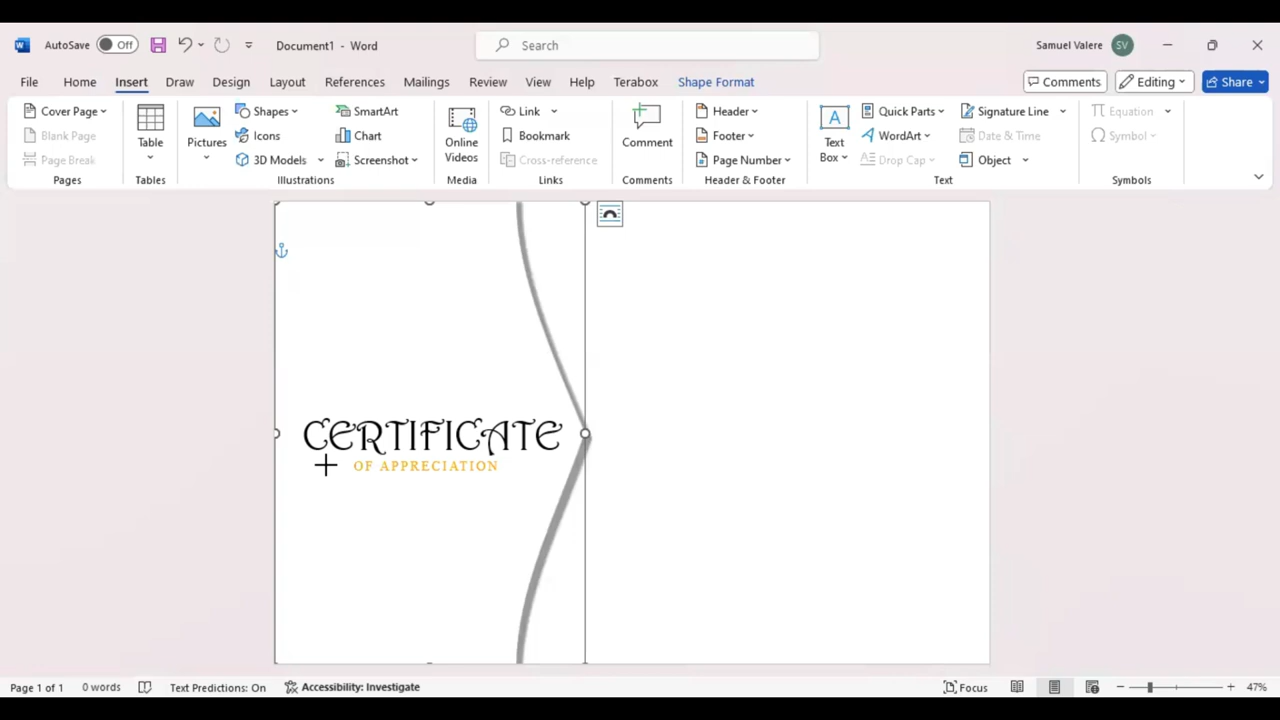 AutoSave Off Document1 - Word Search Samuel Valere SV
File Home Insert Draw Design Layout References Mailings Review View Help Terabox Shape Format Comments Editing Share
Cover Page
Blank Page
Page Break
Pages
Table
Tables
Pictures
Shapes
Icons
3D Models
SmartArt
Chart
Screenshot
Illustrations
Online
Videos
Media
Link
Bookmark
Cross-reference
Links
Comment
Comments
Header
Footer
Page Number
Header & Footer
A
Text
Box
Quick Parts
WordArt
Drop Cap
Signature Line
Date & Time
Object
Text
Equation
Symbol
Symbols
CERTIFICATE
OF APPRECIATION
Page 1 of 1 0 words Text Predictions: On Accessibility: Investigate Focus 47%